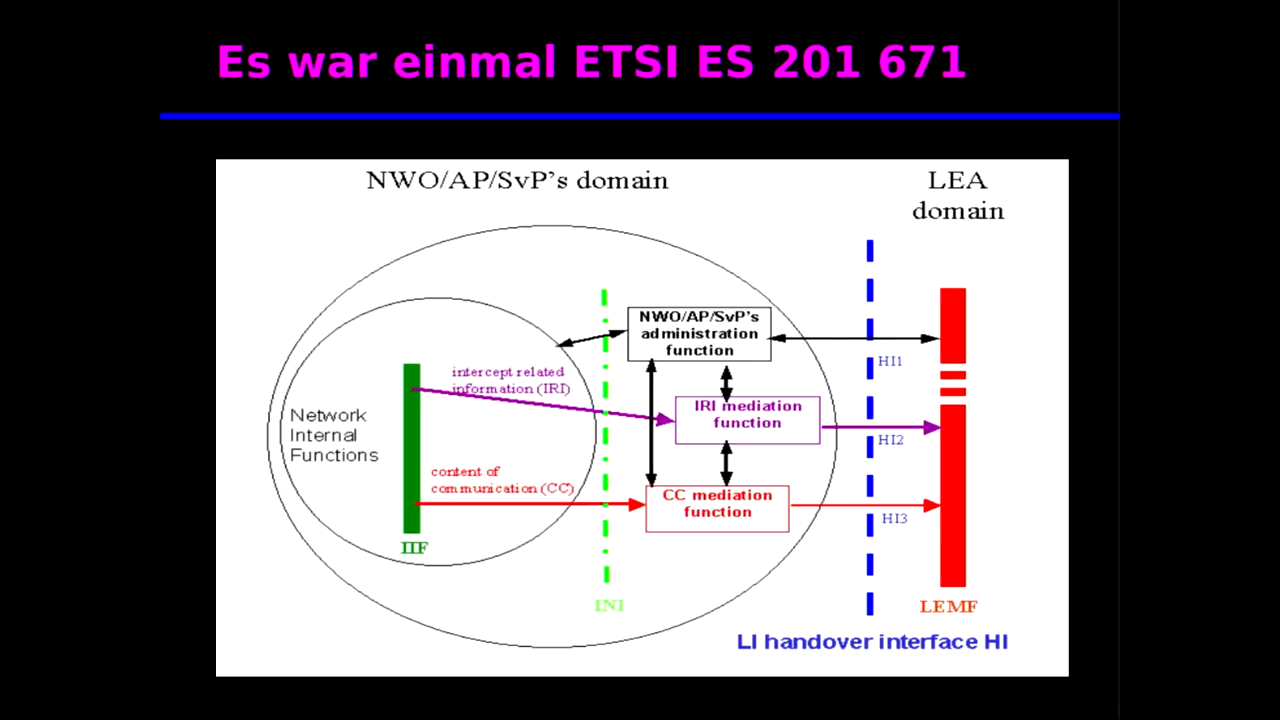 Es war einmal ETSI ES 201 671
NWO/AP/SvP's domain
LEA
domain
NWO/AP/SvP's
administration
function
HI1
intercept related
information (IRI)
IRI mediation
function
HI2
Network
Internal
Functions
content of
communication (CC)
CC mediation
function
HI3
IIF
INI
LEMF
LI handover interface HI